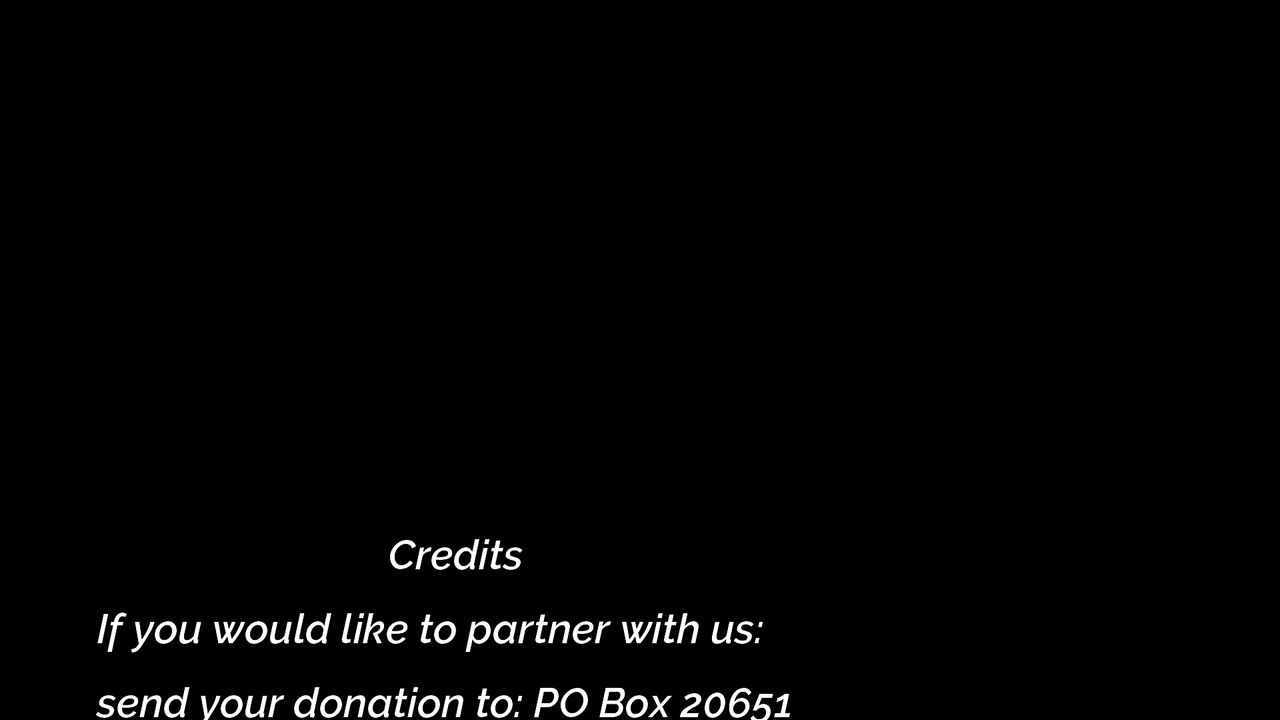 Credits
If you would like to partner with us:
send your donation to: PO Box 20651